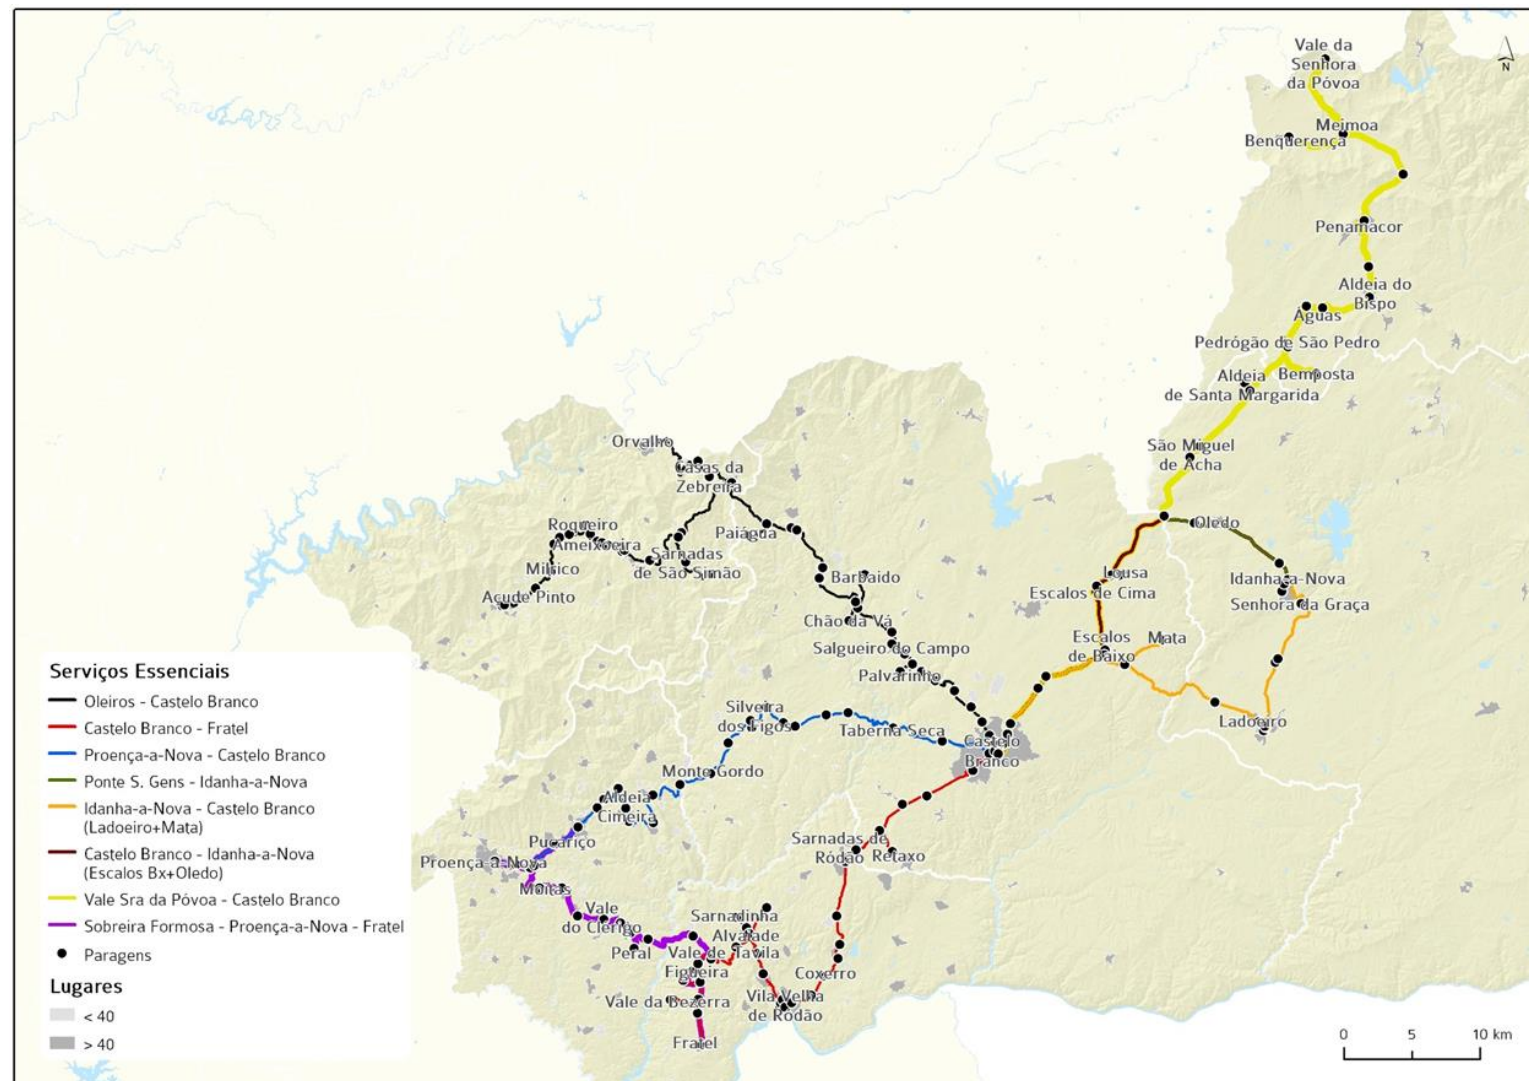 Vale da
Senhora
da Póvoa
N
Meimoa
Benquerença
Penamacor
Aldeia do
Bispo
Águas
Pedrógão de São Pedro
Bemposta
Aldeia
de Santa Margarida
São Miguel
de Acha
Orvalho
Casas da
Zebreira
Roqueiro
Ameixoeira
Paiágua
Oledo
Sarnadas
de São Simão
Milrico
Açude Pinto
Barbaido
Lousa
Escalos de Cima
Idanha-a-Nova
Senhora da Graça
Chão da Vá
Salgueiro do Campo
Palvarinho
Escalos
de Baixo
Mata
Silveira
dos Figos
Taberna Seca
Ladoeiro
Castelo
Branco
Monte Gordo
Aldeia
Cimeira
Pucariço
Sarnadas de
Ródão
Retaxo
Proença-a-Nova
Moitas
Vale
do Clérigo
Sarnadinha
Alvaiade
Peral
Vale de Tavila
Figueira
Coxerro
Vale da Bezerra
Vila Velha
de Ródão
Fratel
Serviços Essenciais
Oleiros - Castelo Branco
Castelo Branco - Fratel
Proença-a-Nova - Castelo Branco
Ponte S. Gens - Idanha-a-Nova
Idanha-a-Nova - Castelo Branco
(Ladoeiro+Mata)
Castelo Branco - Idanha-a-Nova
(Escalos Bx+Oledo)
Vale Sra da Póvoa - Castelo Branco
Sobreira Formosa - Proença-a-Nova - Fratel
Paragens
Lugares
< 40
> 40
0 5 10 km